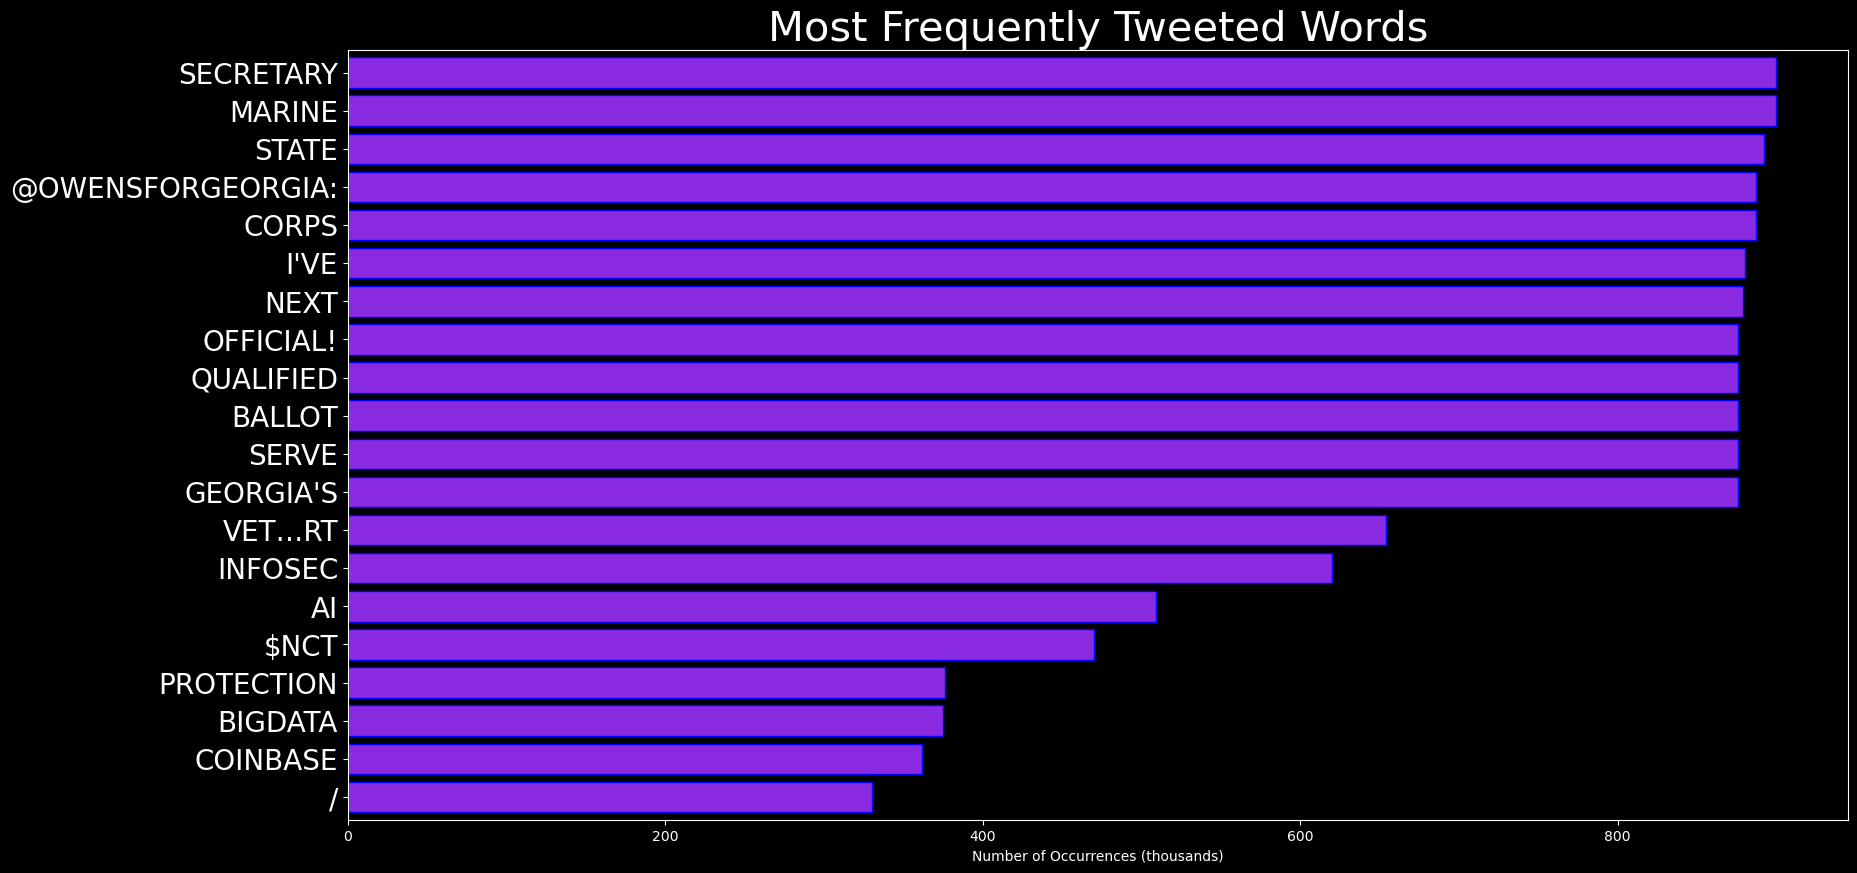 Most Frequently Tweeted Words
SECRETARY
MARINE
STATE
@OWENSFORGEORGIA:
CORPS
I'VE
NEXT
OFFICIAL!
QUALIFIED
BALLOT
SERVE
GEORGIA'S
VET…RT
INFOSEC
AI
$NCT
PROTECTION
BIGDATA
COINBASE
/
0 200 400 600 800
Number of Occurrences (thousands)